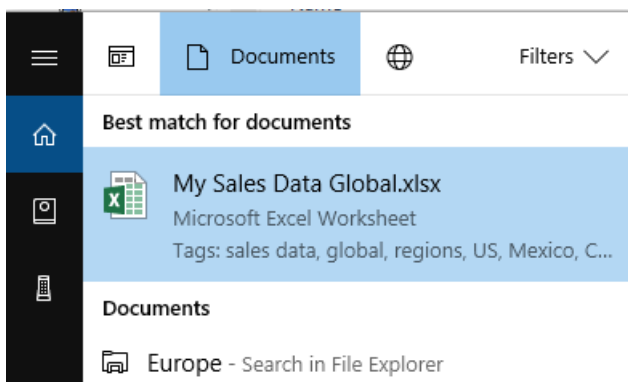 Documents
Filters
Best match for documents
My Sales Data Global.xlsx
Microsoft Excel Worksheet
Tags: sales data, global, regions, US, Mexico, C...
Documents
Europe - Search in File Explorer